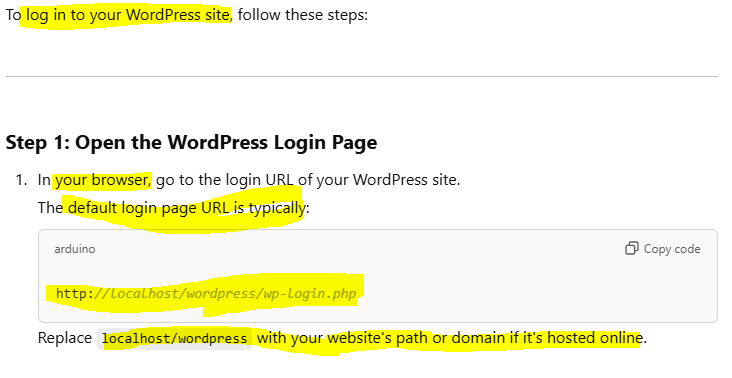 To log in to your WordPress site, follow these steps:
Step 1: Open the WordPress Login Page
1. In your browser, go to the login URL of your WordPress site.
The default login page URL is typically:
arduino
Copy code
http://localhost/wordpress/wp-login.php
Replace localhost/wordpress with your website's path or domain if it's hosted online.